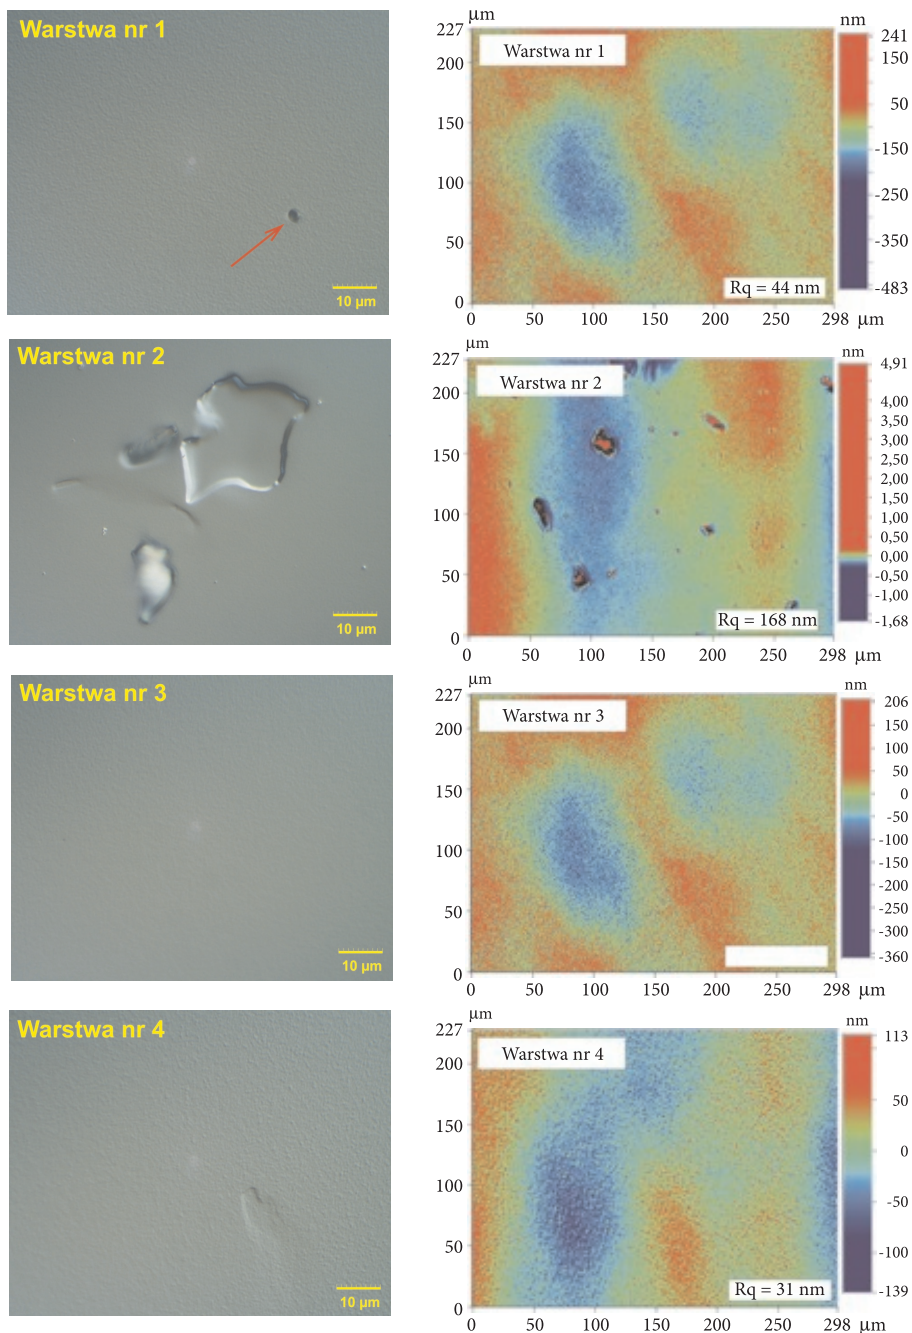 Warstwa nr 1
10 µm
µm
227
200
150
100
50
0
Warstwa nr 1
Rq = 44 nm
0 50 100 150 200 250 298 µm
nm
241
150
50
-150
-250
-350
-483
Warstwa nr 2
10 µm
µm
227
200
150
100
50
0
Warstwa nr 2
Rq = 168 nm
0 50 100 150 200 250 298 µm
nm
4,91
4,00
3,50
3,00
2,50
2,00
1,00
0,50
0,00
-0,50
-1,00
-1,68
Warstwa nr 3
10 µm
µm
227
200
150
100
50
0
Warstwa nr 3
0 50 100 150 200 250 298 µm
nm
206
150
100
50
0
-50
-100
-150
-200
-250
-300
-360
Warstwa nr 4
10 µm
µm
227
200
150
100
50
0
Warstwa nr 4
Rq = 31 nm
0 50 100 150 200 250 298 µm
nm
113
50
0
-50
-100
-139